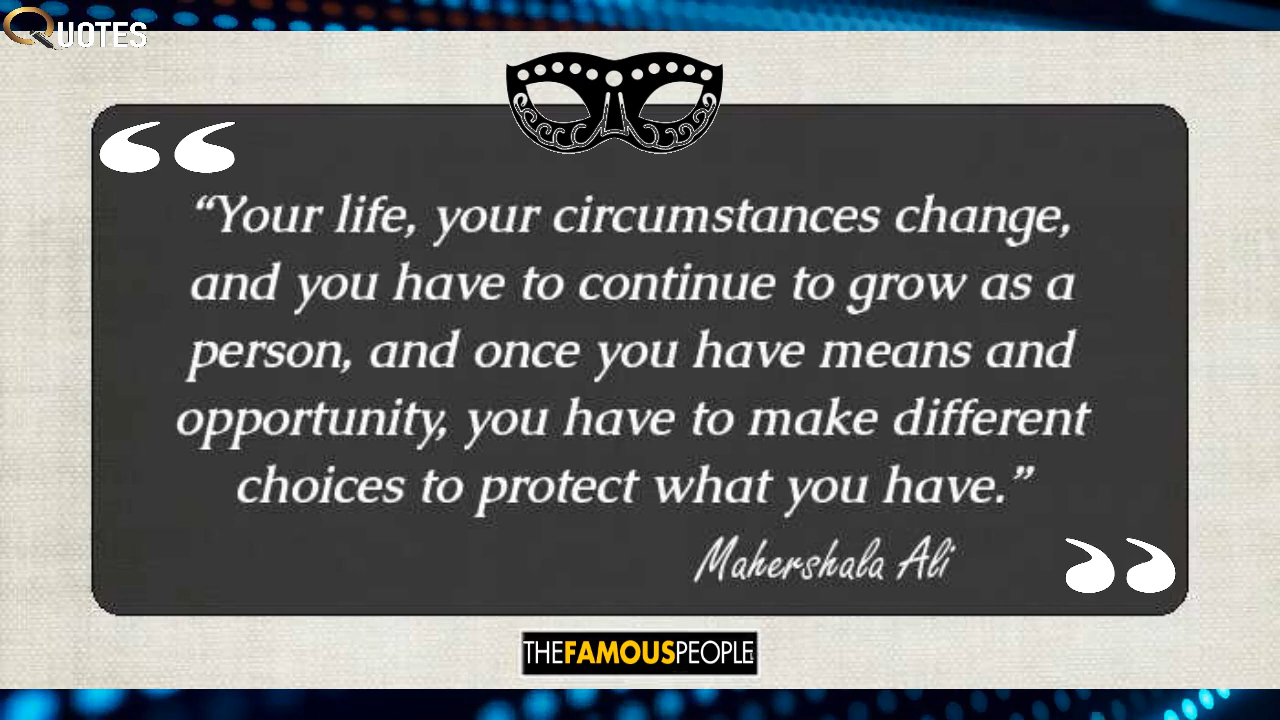 QUOTES
“Your life, your circumstances change,
and you have to continue to grow as a
person, and once you have means and
opportunity, you have to make different
choices to protect what you have.”
Mahershala Ali
THEFAMOUSPEOPLE